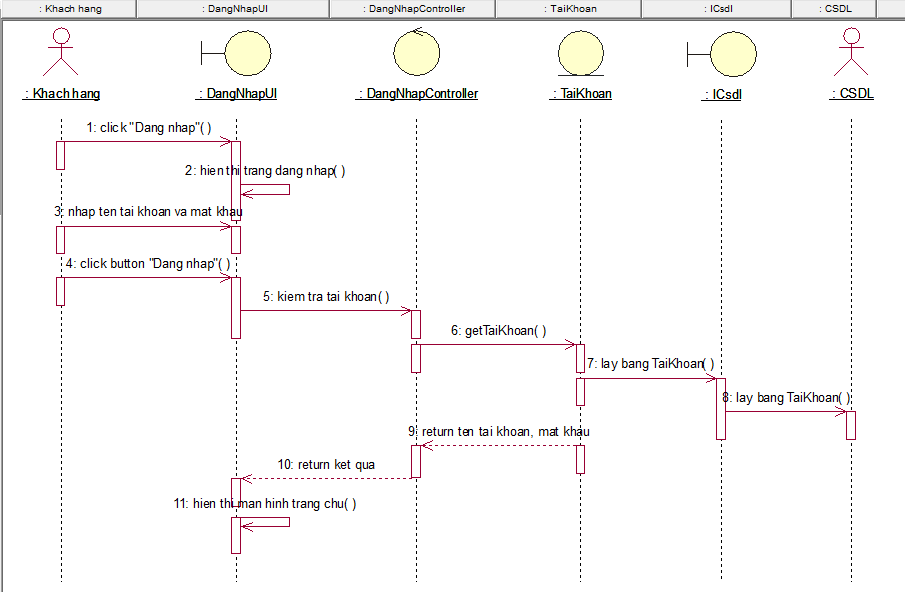 : Khach hang
: DangNhapUI
: DangNhapController
: TaiKhoan
: ICsdl
: CSDL
: Khach hang
: DangNhapUI
: DangNhapController
: TaiKhoan
: ICsdl
: CSDL
1: click "Dang nhap"( )
2: hien thi trang dang nhap( )
3: nhap ten tai khoan va mat khau
4: click button "Dang nhap"( )
5: kiem tra tai khoan( )
6: getTaiKhoan( )
7: lay bang TaiKhoan( )
8: lay bang TaiKhoan( )
9: return ten tai khoan, mat khau
10: return ket qua
11: hien thi man hinh trang chu( )